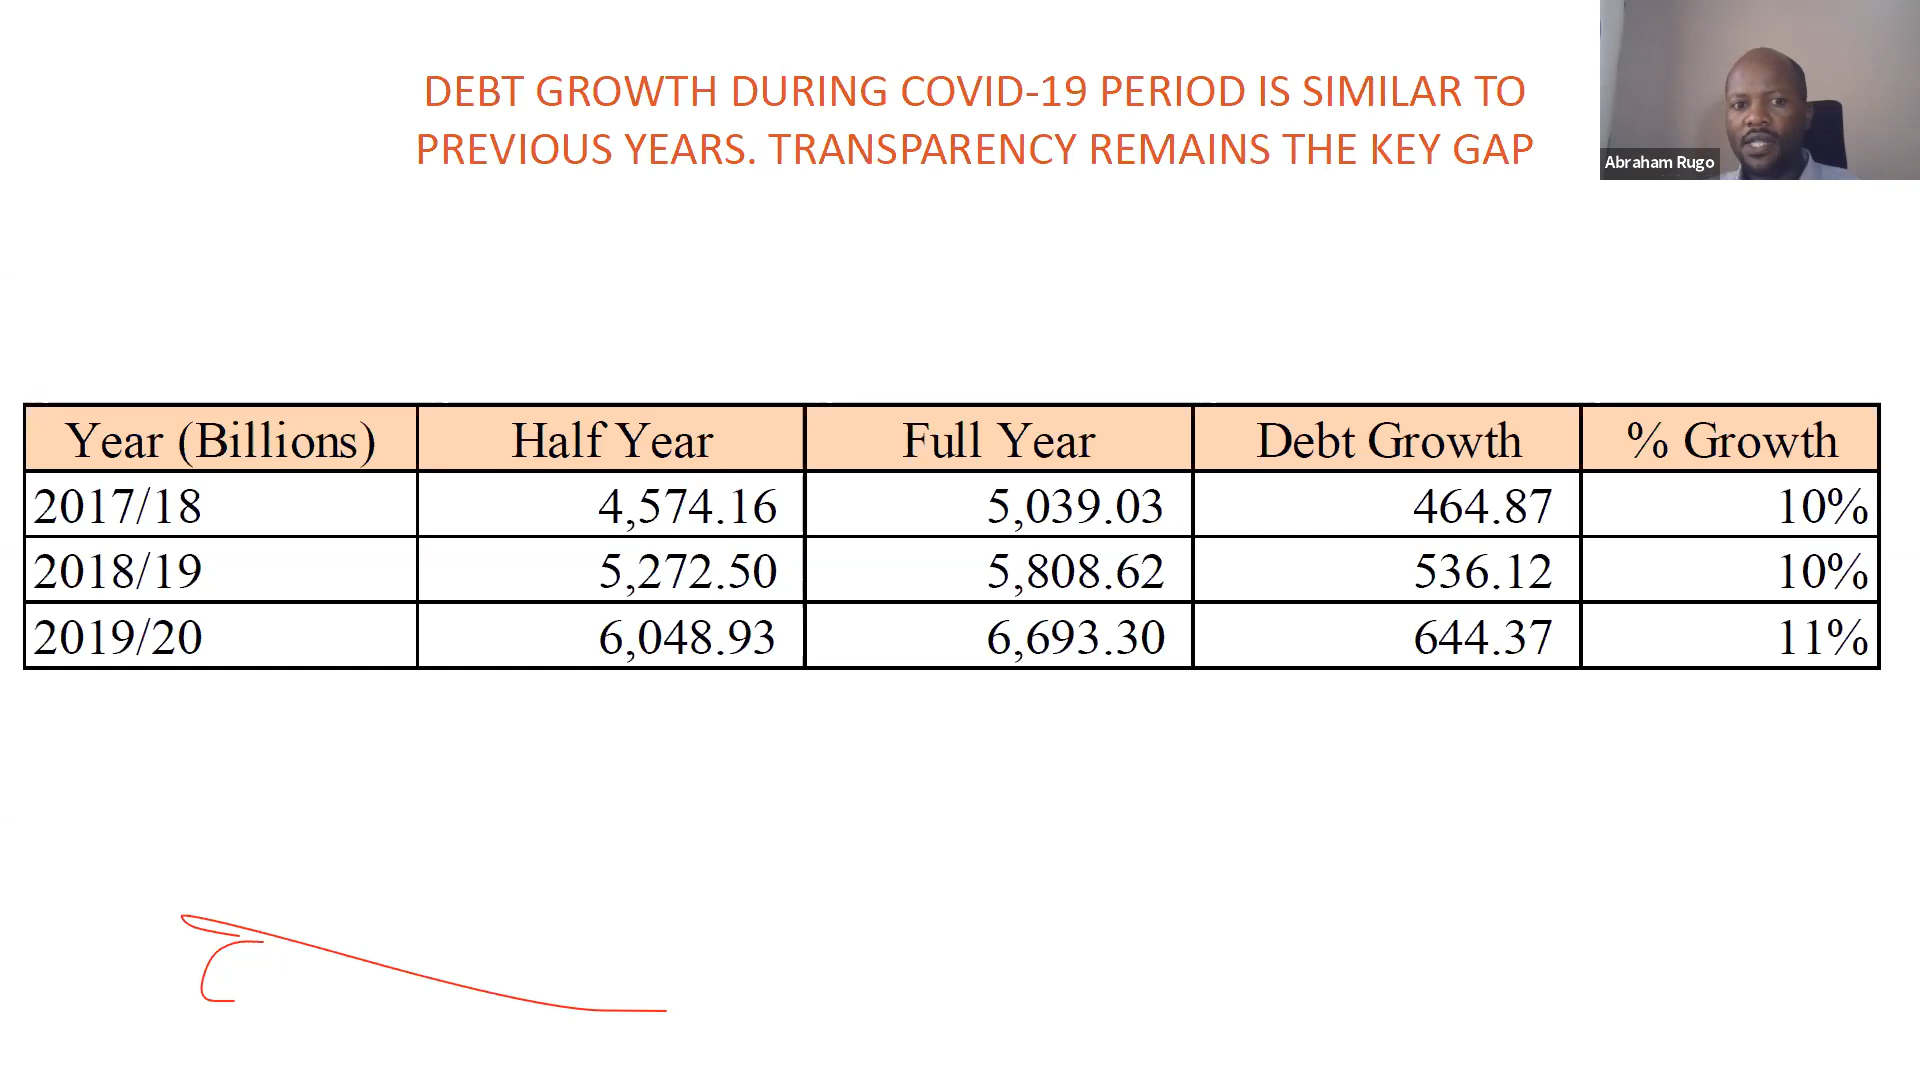 DEBT GROWTH DURING COVID-19 PERIOD IS SIMILAR TO
PREVIOUS YEARS. TRANSPARENCY REMAINS THE KEY GAP
Abraham Rugo
Year (Billions) Half Year Full Year Debt Growth % Growth
2017/18 4,574.16 5,039.03 464.87 10%
2018/19 5,272.50 5,808.62 536.12 10%
2019/20 6,048.93 6,693.30 644.37 11%